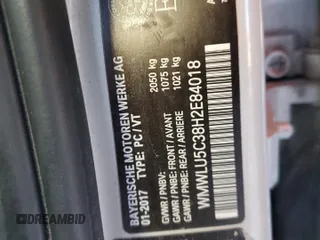 BAYERISCHE MOTOREN WERKE AG
01-2017 TYPE: PC / VT
GVWR / PNBV: 2050 kg
GAWR / PNBE: FRONT / AVANT 1075 kg
GAWR / PNBE: REAR / ARRIERE 1021 kg
WMWLU5C38H2E84018
DREAMBID